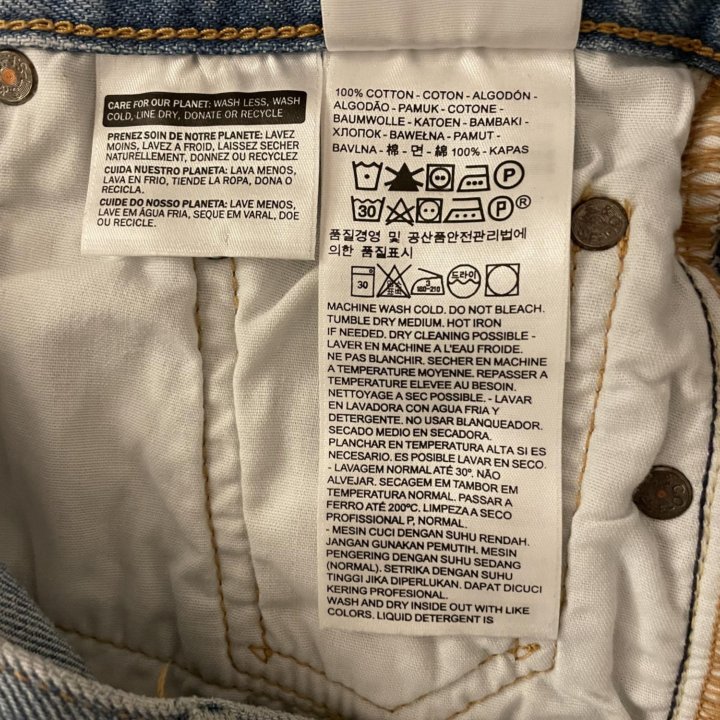 CARE FOR OUR PLANET: WASH LESS, WASH
COLD, LINE DRY, DONATE OR RECYCLE
PRENEZ SOIN DE NOTRE PLANETE: LAVEZ
MOINS, LAVEZ A FROID, LAISSEZ SECHER
NATURELLEMENT, DONNEZ OU RECYCLEZ
CUIDA NUESTRO PLANETA: LAVA MENOS,
LAVA EN FRIO, TIENDE LA ROPA, DONA O
RECICLA.
CUIDE DO NOSSO PLANETA: LAVE MENOS,
LAVE EM ÁGUA FRIA, SEQUE EM VARAL, DOE
OU RECICLE.
100% COTTON - COTON - ALGODÓN -
ALGODÃO - PAMUK - COTONE -
BAUMWOLLE - KATOEN - BAMBAKI -
ХЛОПОК - BAWEŁNA - PAMUT -
BAVLNA - 棉 - 면 - 綿 100% - KAPAS
P
30 P®
품질경영 및 공산품안전관리법에
의한 품질표시
30 3 160-210 드라이
MACHINE WASH COLD. DO NOT BLEACH.
TUMBLE DRY MEDIUM. HOT IRON
IF NEEDED. DRY CLEANING POSSIBLE -
LAVER EN MACHINE A L'EAU FROIDE.
NE PAS BLANCHIR. SECHER EN MACHINE
A TEMPERATURE MOYENNE. REPASSER A
TEMPERATURE ELEVEE AU BESOIN.
NETTOYAGE A SEC POSSIBLE. - LAVAR
EN LAVADORA CON AGUA FRIA Y
DETERGENTE. NO USAR BLANQUEADOR.
SECADO MEDIO EN SECADORA.
PLANCHAR EN TEMPERATURA ALTA SI ES
NECESARIO. ES POSIBLE LAVAR EN SECO.
- LAVAGEM NORMAL ATÉ 30º. NÃO
ALVEJAR. SECAGEM EM TAMBOR EM
TEMPERATURA NORMAL. PASSAR A
FERRO ATÉ 200ºC. LIMPEZA A SECO
PROFISSIONAL P, NORMAL.
- MESIN CUCI DENGAN SUHU RENDAH.
JANGAN GUNAKAN PEMUTIH. MESIN
PENGERING DENGAN SUHU SEDANG
(NORMAL). SETRIKA DENGAN SUHU
TINGGI JIKA DIPERLUKAN. DAPAT DICUCI
KERING PROFESIONAL.
WASH AND DRY INSIDE OUT WITH LIKE
COLORS. LIQUID DETERGENT IS